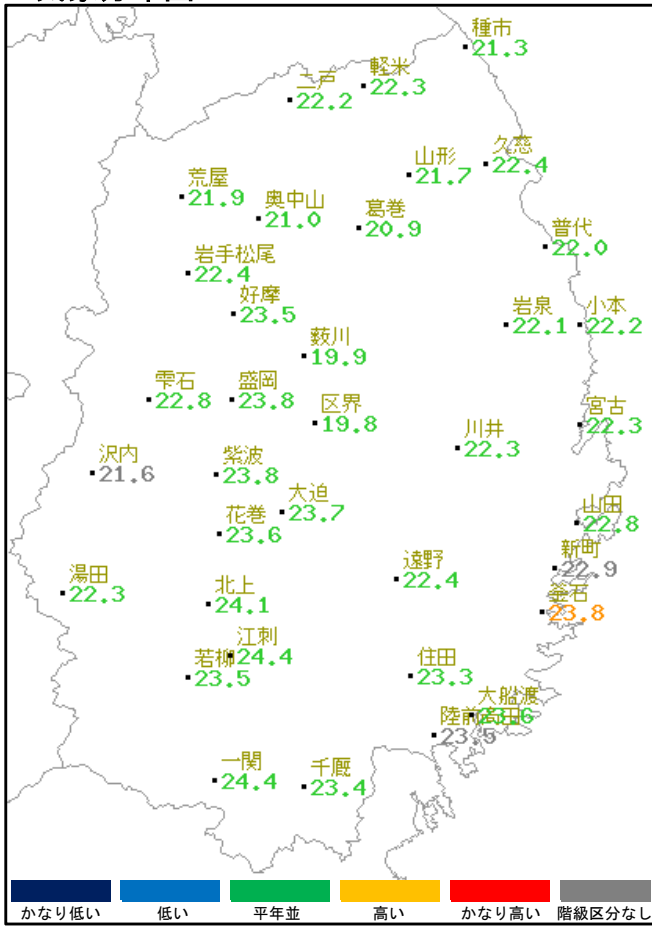 種市
21.3
軽米
22.3
二戸
22.2
久慈
22.4
山形
21.7
荒屋
21.9
奥中山
21.0
葛巻
20.9
普代
22.0
岩手松尾
22.4
好摩
23.5
岩泉
22.1
小本
22.2
薮川
19.9
雫石
22.8
盛岡
23.8
区界
19.8
宮古
22.3
川井
22.3
沢内
21.6
紫波
23.8
大迫
23.7
花巻
23.6
山田
22.8
新町
22.9
遠野
22.4
湯田
22.3
北上
24.1
釜石
23.8
江刺
24.4
若柳
23.5
住田
23.3
大船渡
23.6
陸前高田
23.5
一関
24.4
千厩
23.4
かなり低い
低い
平年並
高い
かなり高い
階級区分なし